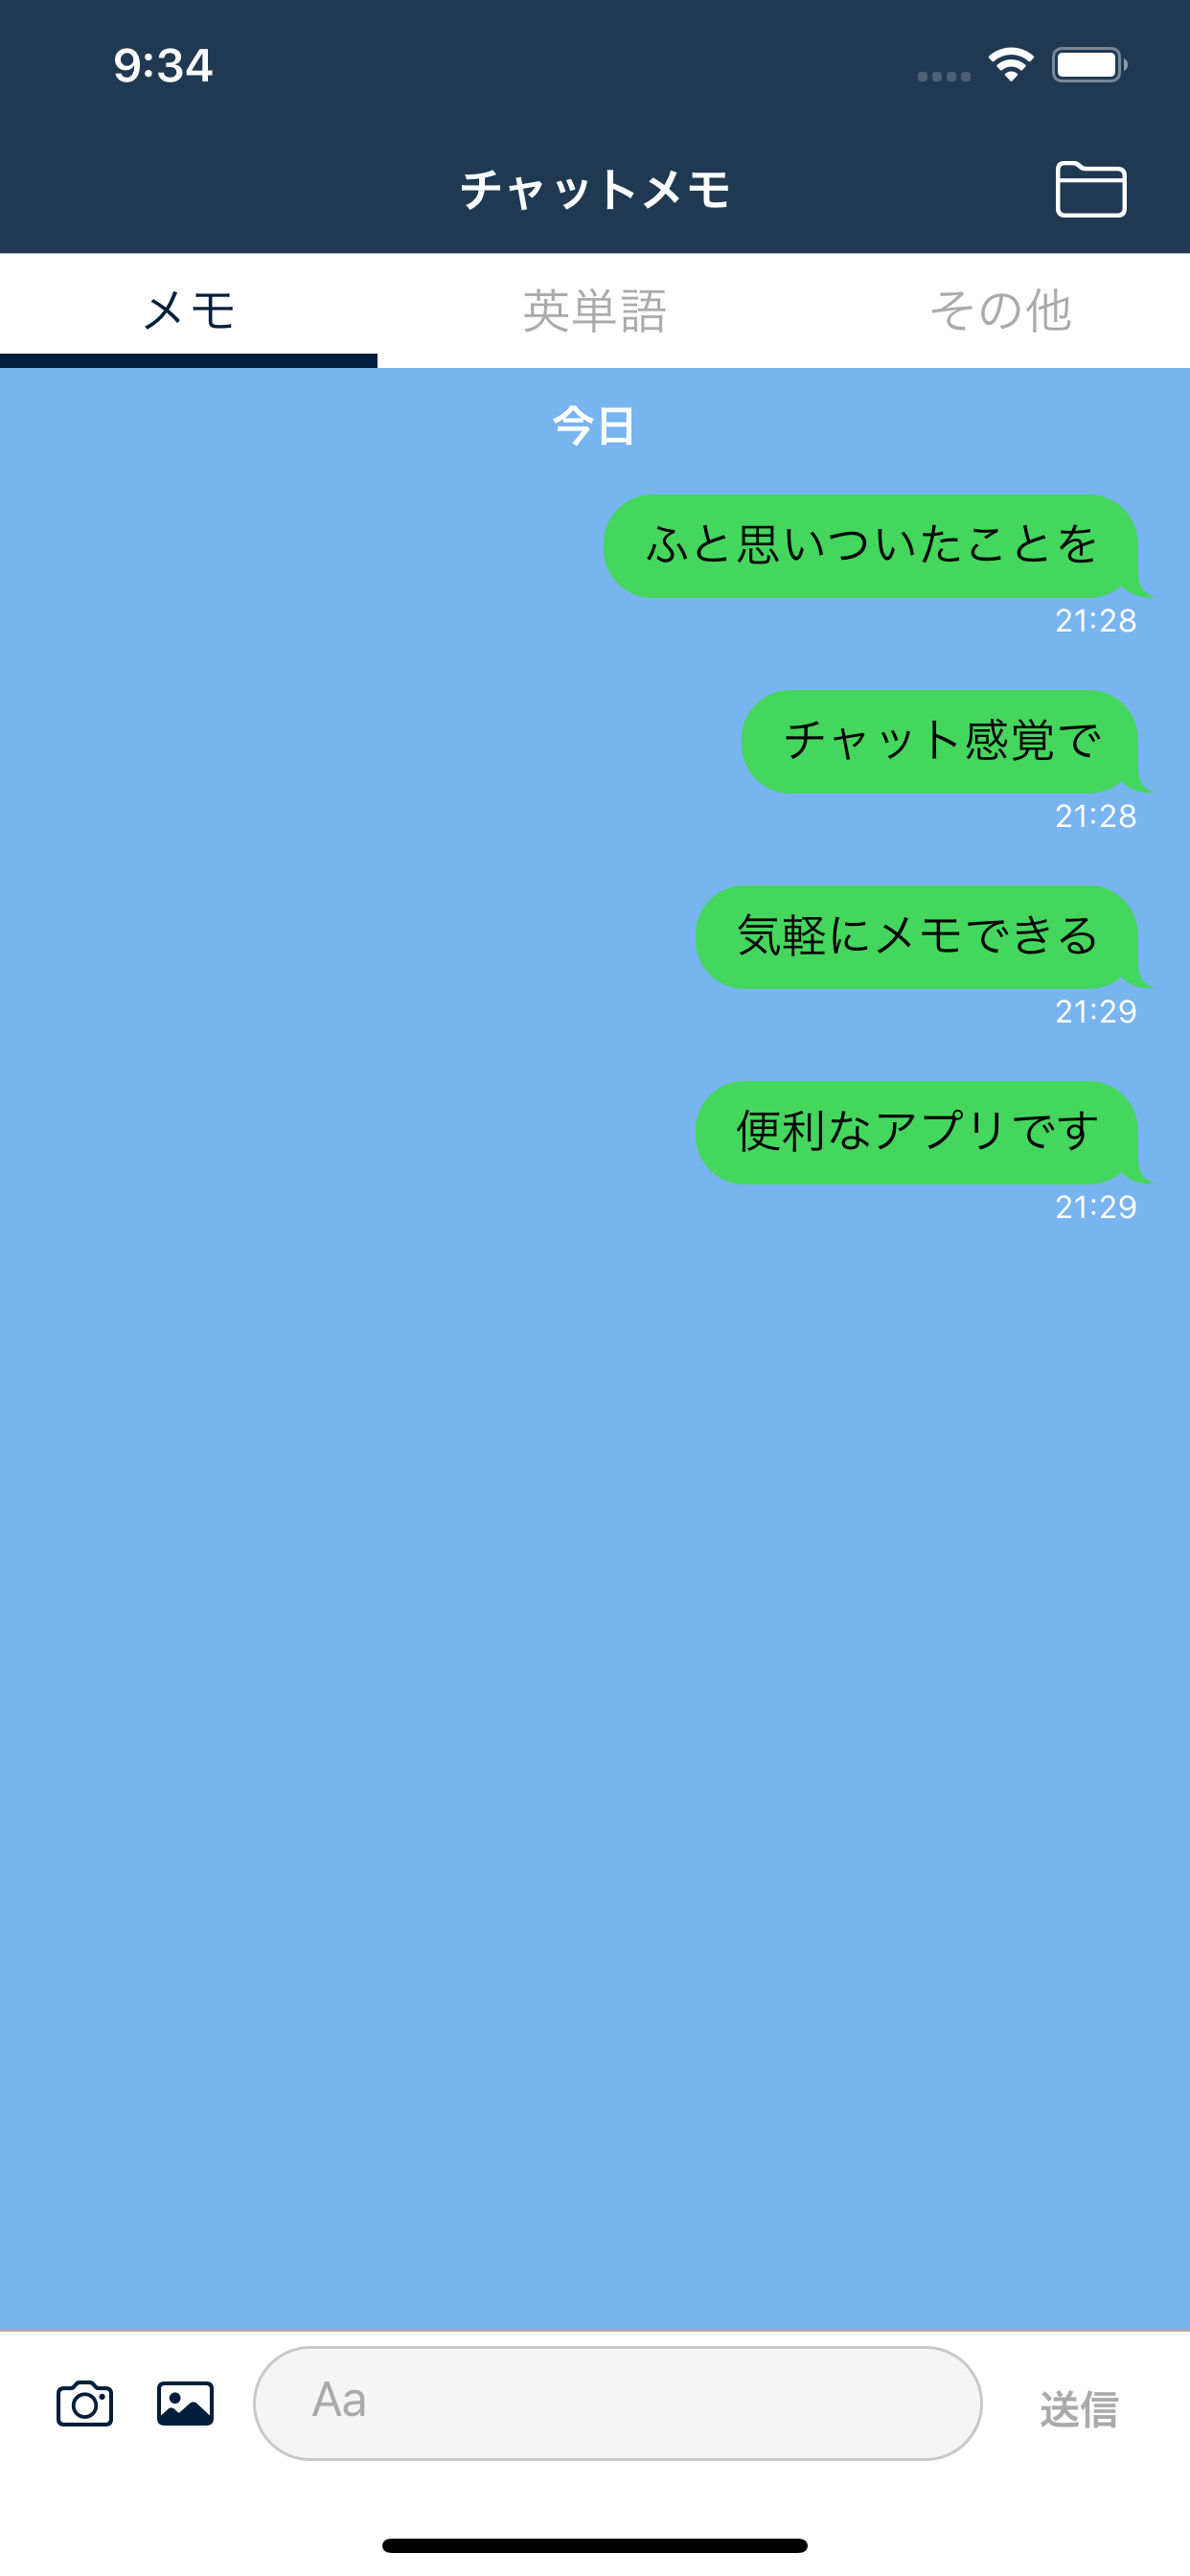 9:34
チャットメモ
メモ 英単語 その他
今日
ふと思いついたことを
21:28
チャット感覚で
21:28
気軽にメモできる
21:29
便利なアプリです
21:29
Aa 送信